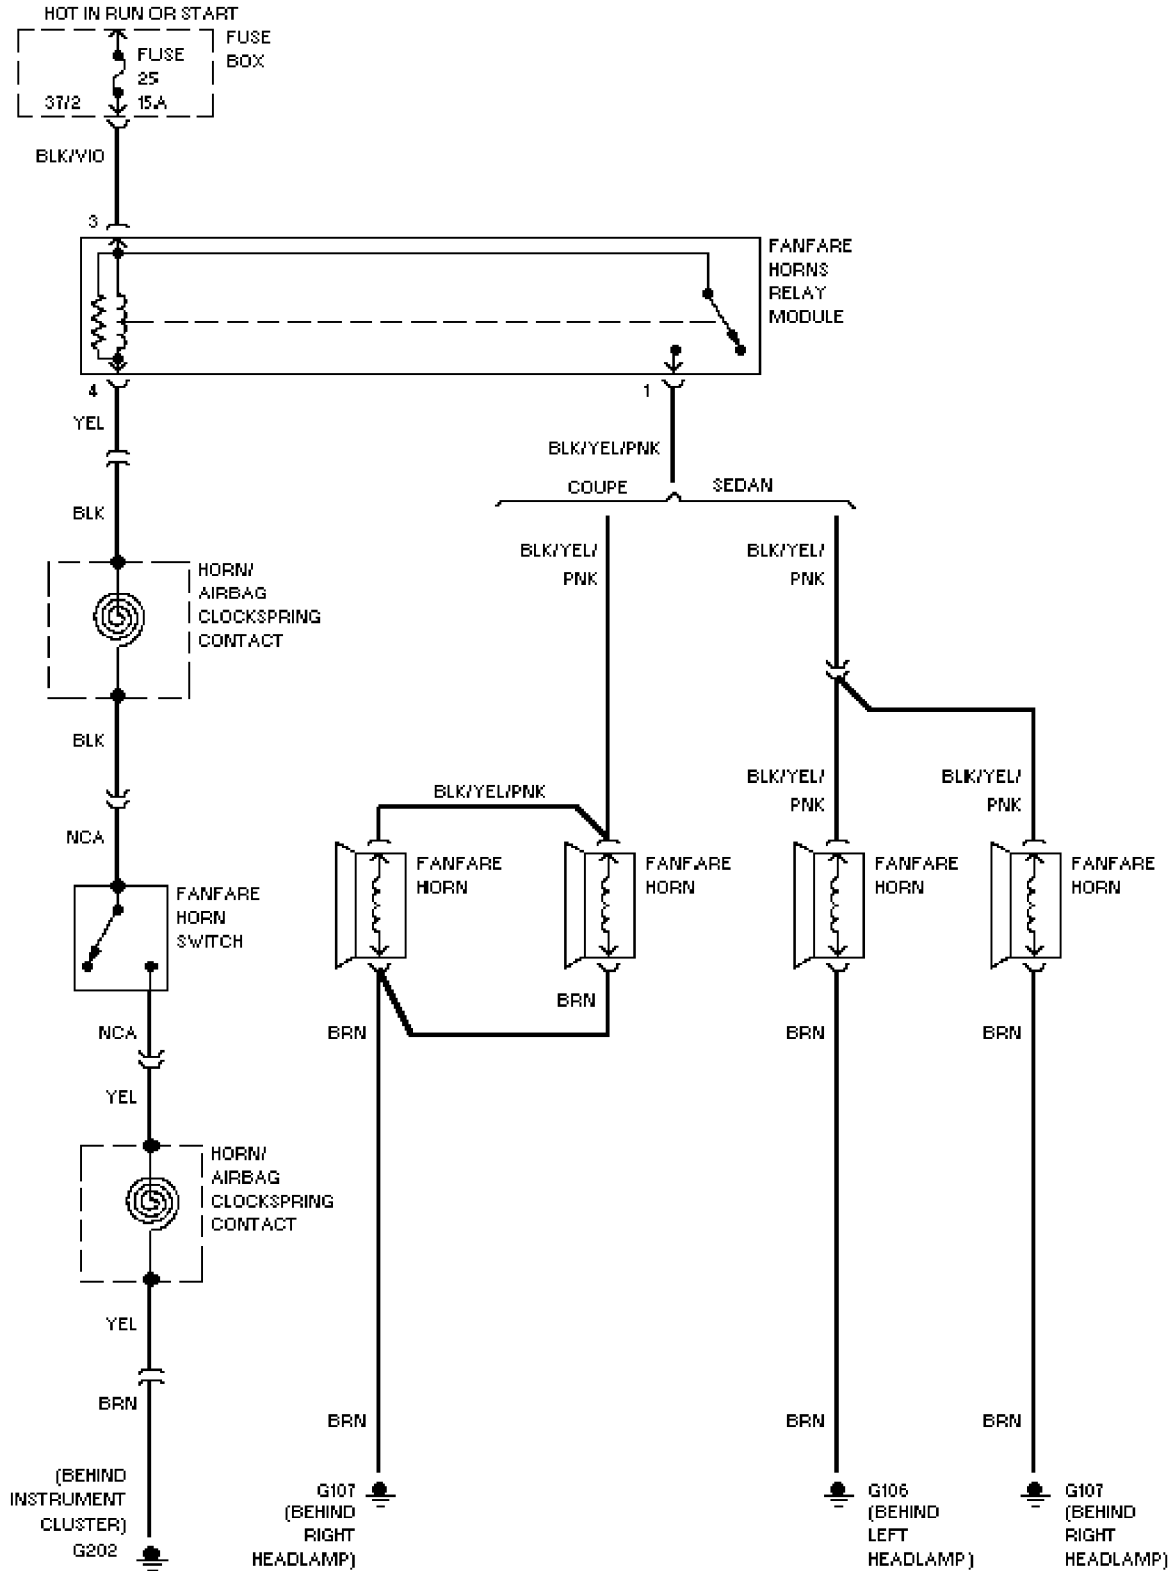 HOT IN RUN OR START
FUSE
BOX
FUSE
25
15A
37/2
BLK/VIO
3
FANFARE
HORNS
RELAY
MODULE
4
1
YEL
BLK/YEL/PNK
COUPE
SEDAN
BLK
BLK/YEL/
PNK
BLK/YEL/
PNK
HORN/
AIRBAG
CLOCKSPRING
CONTACT
BLK
BLK/YEL/PNK
BLK/YEL/
PNK
BLK/YEL/
PNK
NCA
FANFARE
HORN
SWITCH
FANFARE
HORN
FANFARE
HORN
FANFARE
HORN
FANFARE
HORN
NCA
BRN
BRN
BRN
BRN
YEL
HORN/
AIRBAG
CLOCKSPRING
CONTACT
YEL
BRN
BRN
BRN
BRN
(BEHIND
INSTRUMENT
CLUSTER)
G202
G107
(BEHIND
RIGHT
HEADLAMP)
G106
(BEHIND
LEFT
HEADLAMP)
G107
(BEHIND
RIGHT
HEADLAMP)